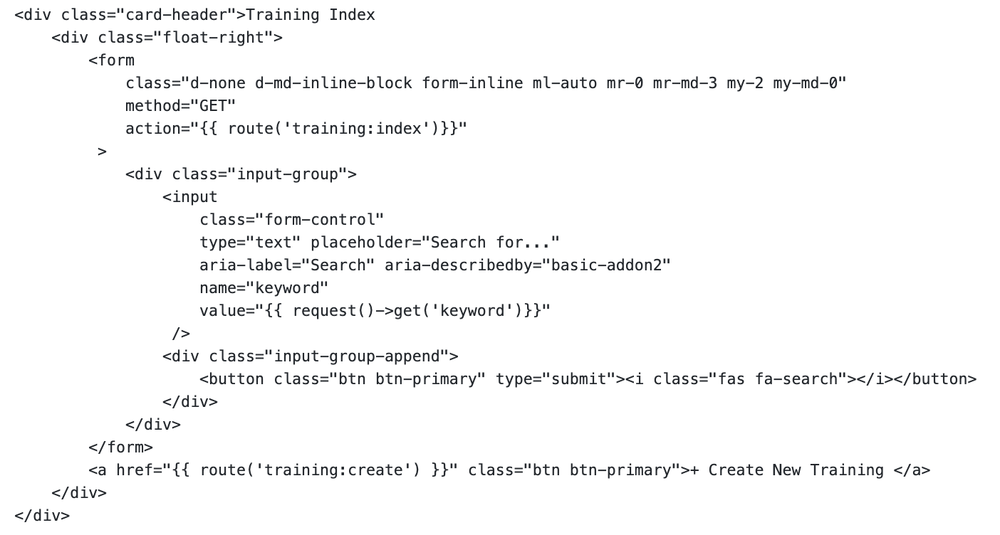 <div class="card-header">Training Index
    <div class="float-right">
        <form
            class="d-none d-md-inline-block form-inline ml-auto mr-0 mr-md-3 my-2 my-md-0"
            method="GET"
            action="{{ route('training:index')}}"
         >
            <div class="input-group">
                <input
                    class="form-control"
                    type="text" placeholder="Search for..."
                    aria-label="Search" aria-describedby="basic-addon2"
                    name="keyword"
                    value="{{ request()->get('keyword')}}"
                 />
                <div class="input-group-append">
                    <button class="btn btn-primary" type="submit"><i class="fas fa-search"></i></button>
                </div>
            </div>
        </form>
        <a href="{{ route('training:create') }}" class="btn btn-primary">+ Create New Training </a>
    </div>
</div>